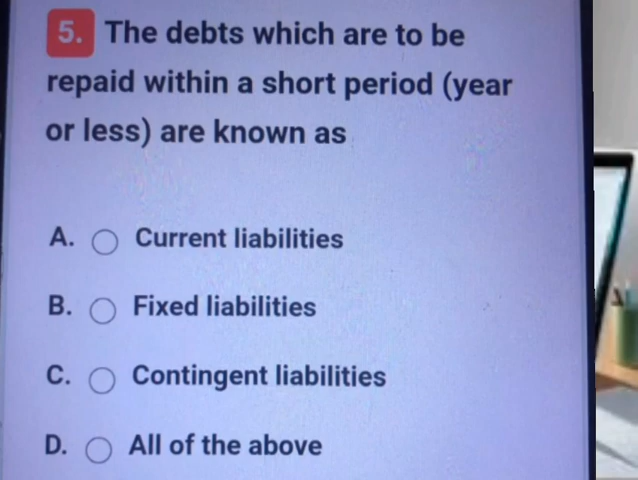 5. The debts which are to be
repaid within a short period (year
or less) are known as
A. Current liabilities
B. Fixed liabilities
C. Contingent liabilities
D. All of the above